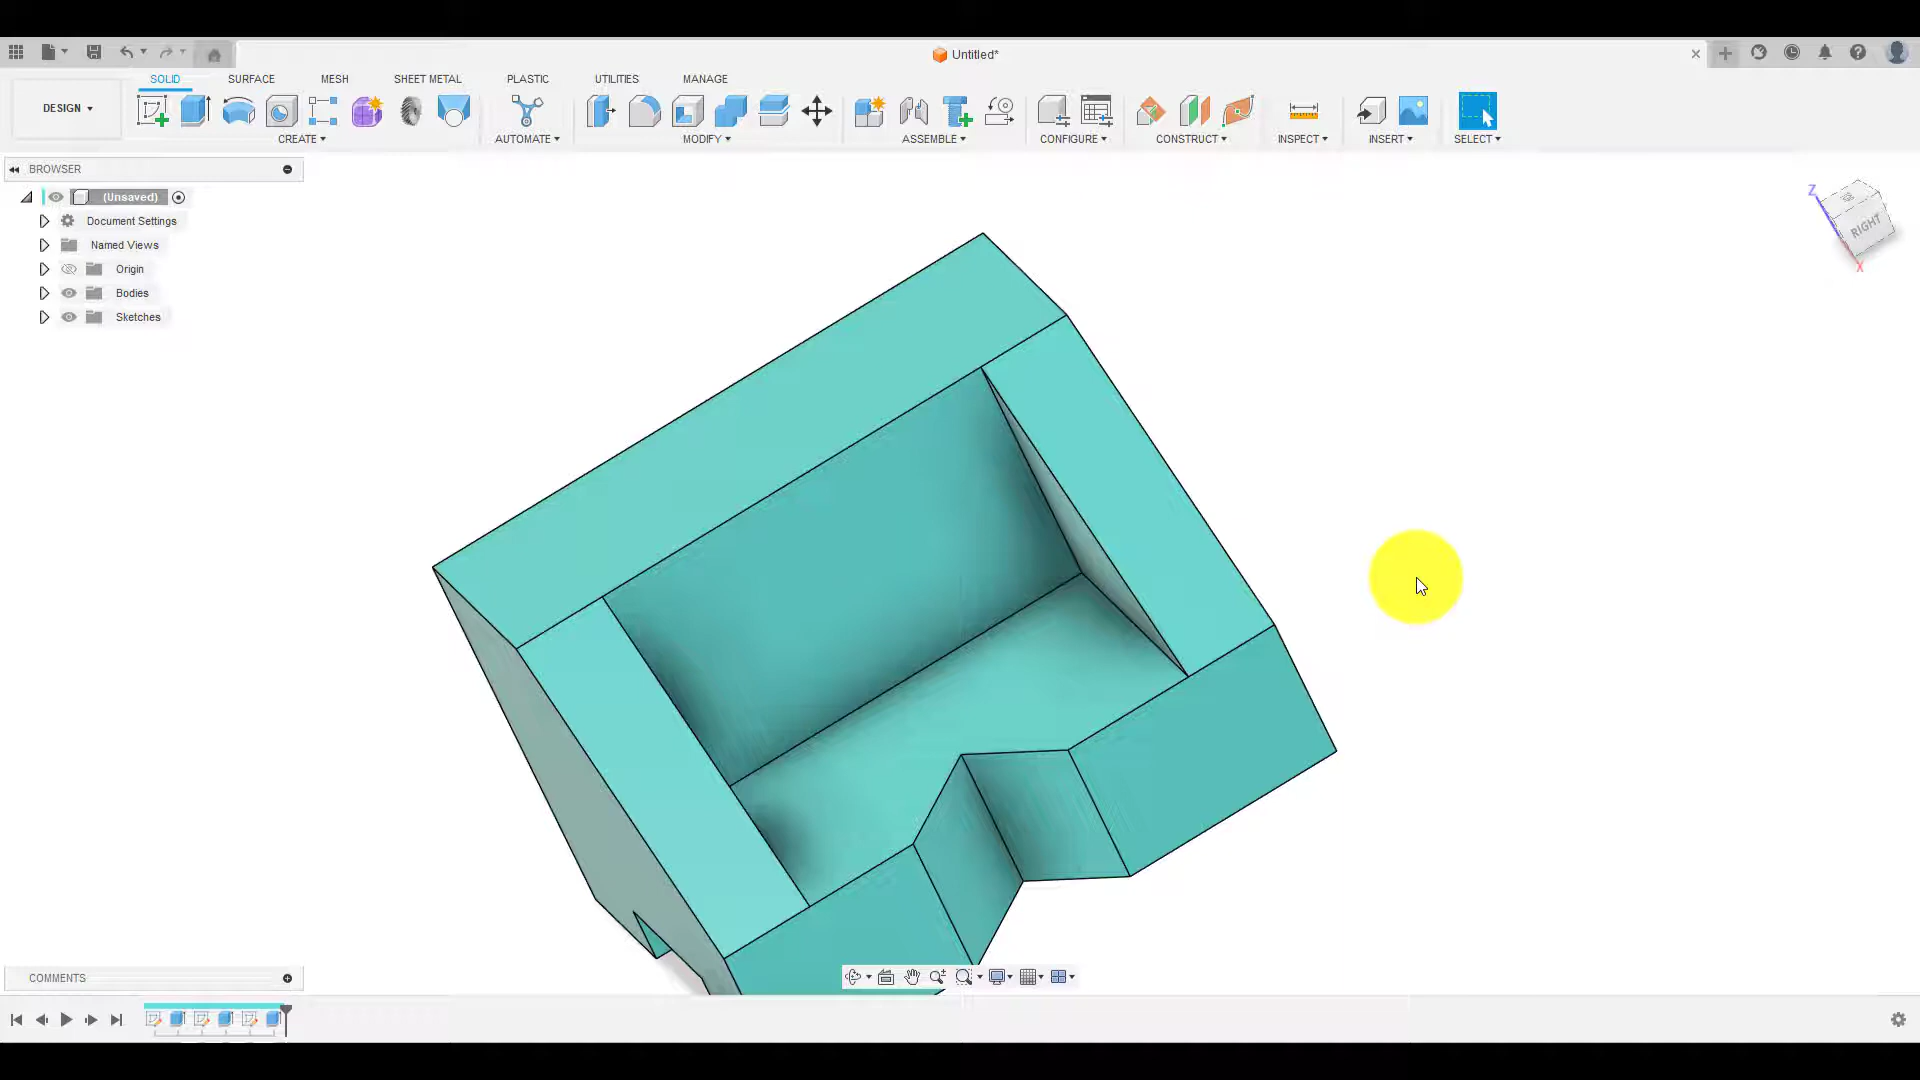 Untitled*
SOLID SURFACE MESH SHEET METAL PLASTIC UTILITIES MANAGE
DESIGN
CREATE AUTOMATE MODIFY ASSEMBLE CONFIGURE CONSTRUCT INSPECT INSERT SELECT
BROWSER
(Unsaved)
Document Settings
Named Views
Origin
Bodies
Sketches
Z
RIGHT
X
COMMENTS